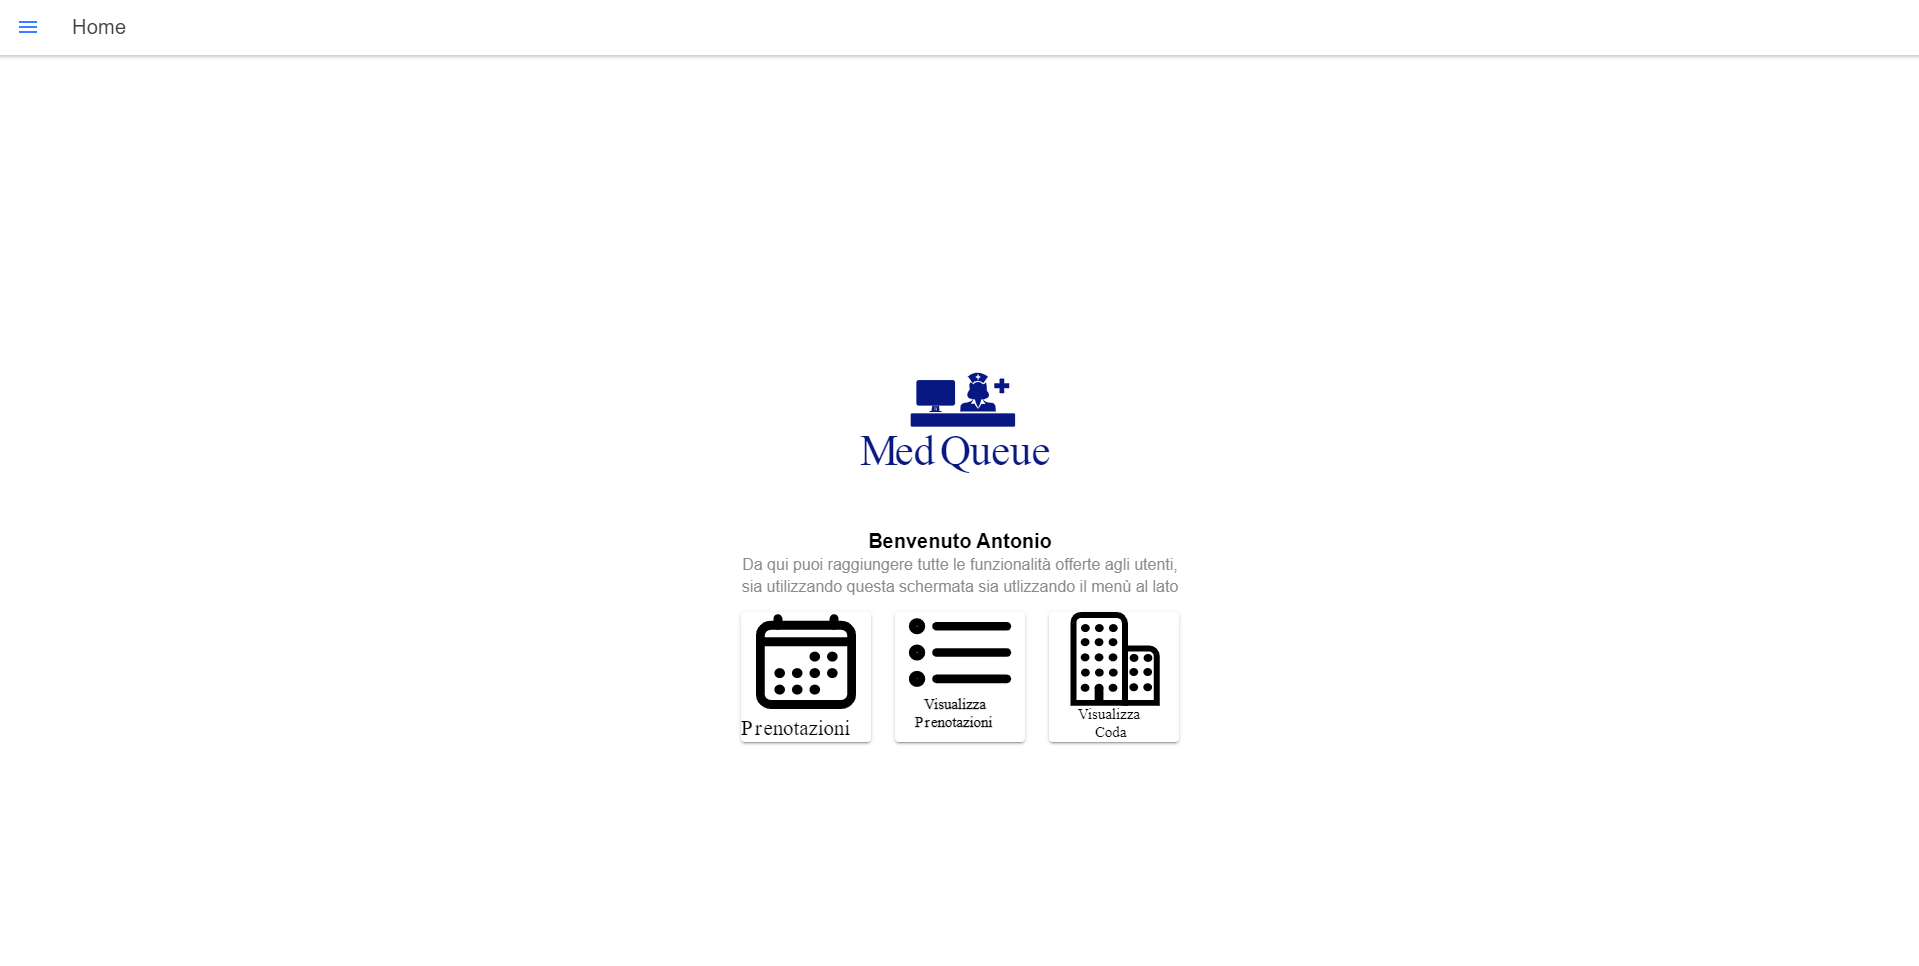 Home
Med Queue
Benvenuto Antonio
Da qui puoi raggiungere tutte le funzionalità offerte agli utenti,
sia utilizzando questa schermata sia utlizzando il menù al lato
Prenotazioni
Visualizza
Prenotazioni
Visualizza
Coda